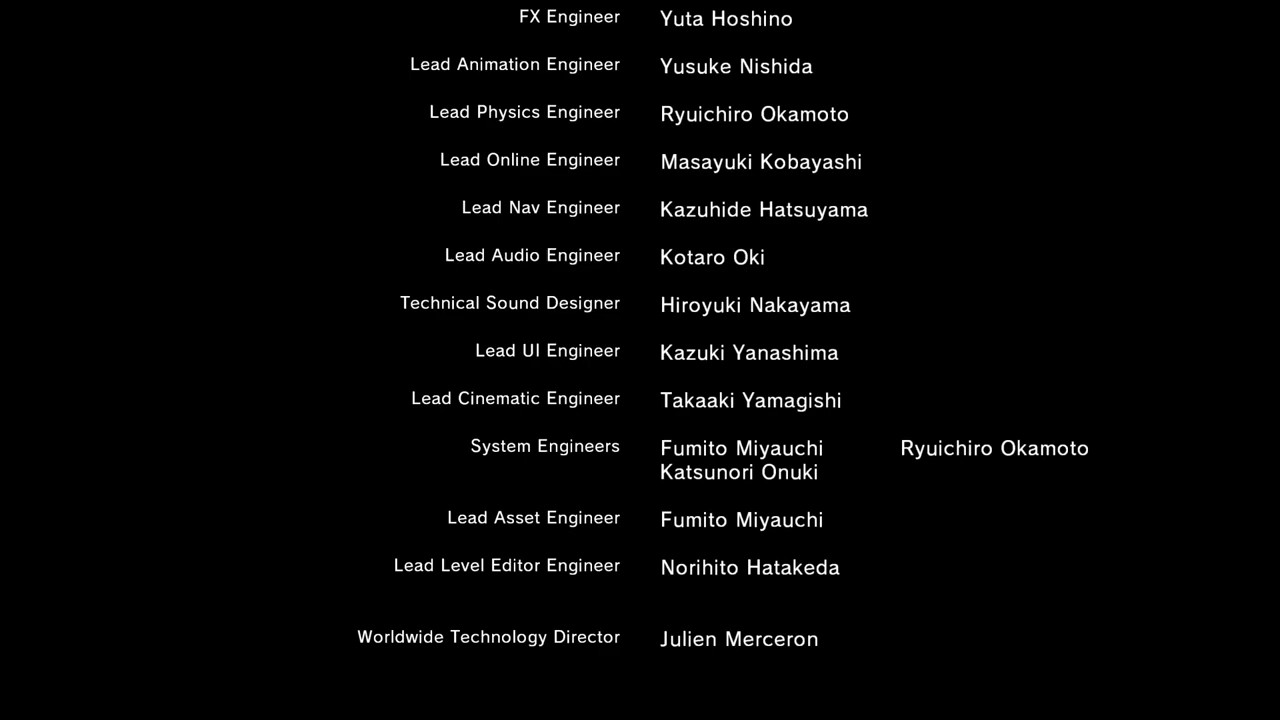 FX Engineer Yuta Hoshino
Lead Animation Engineer Yusuke Nishida
Lead Physics Engineer Ryuichiro Okamoto
Lead Online Engineer Masayuki Kobayashi
Lead Nav Engineer Kazuhide Hatsuyama
Lead Audio Engineer Kotaro Oki
Technical Sound Designer Hiroyuki Nakayama
Lead UI Engineer Kazuki Yanashima
Lead Cinematic Engineer Takaaki Yamagishi
System Engineers Fumito Miyauchi Ryuichiro Okamoto
Katsunori Onuki
Lead Asset Engineer Fumito Miyauchi
Lead Level Editor Engineer Norihito Hatakeda
Worldwide Technology Director Julien Merceron